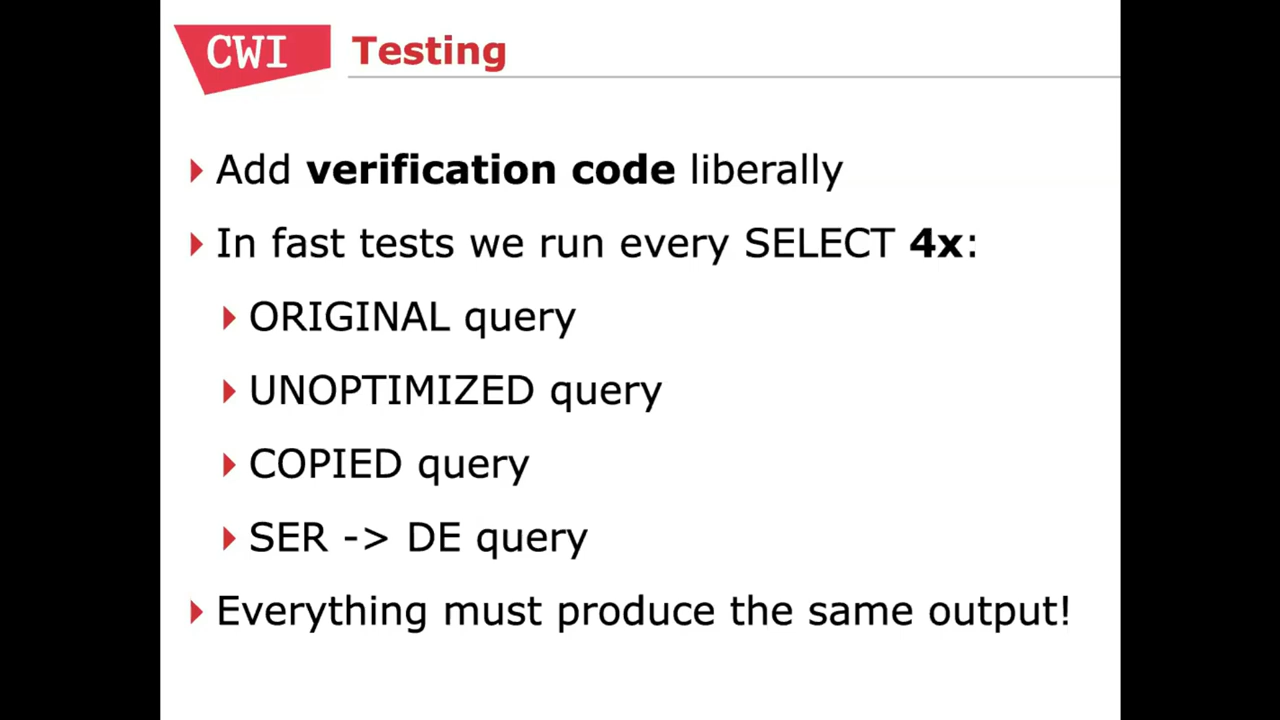 CWI
Testing
Add verification code liberally
In fast tests we run every SELECT 4x:
ORIGINAL query
UNOPTIMIZED query
COPIED query
SER -> DE query
Everything must produce the same output!